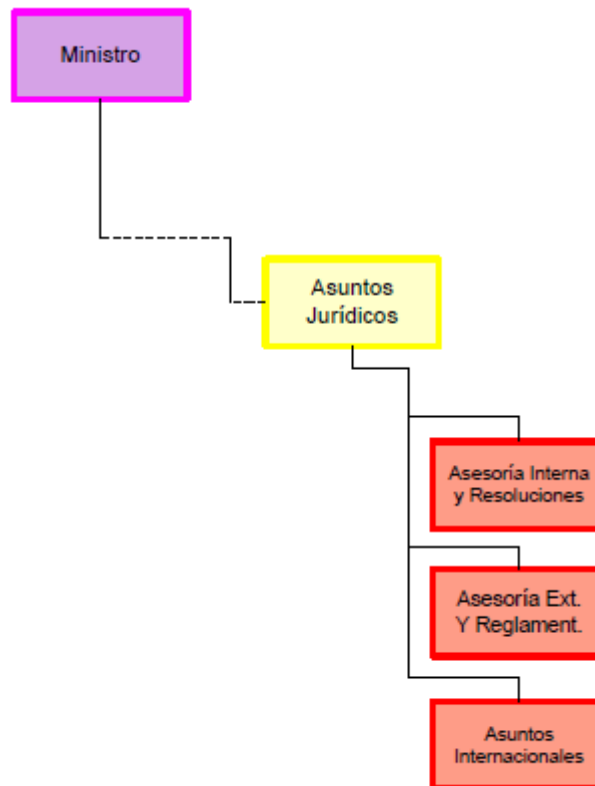 Ministro
Asuntos
Jurídicos
Asesoría Interna
y Resoluciones
Asesoría Ext.
Y Reglament.
Asuntos
Internacionales